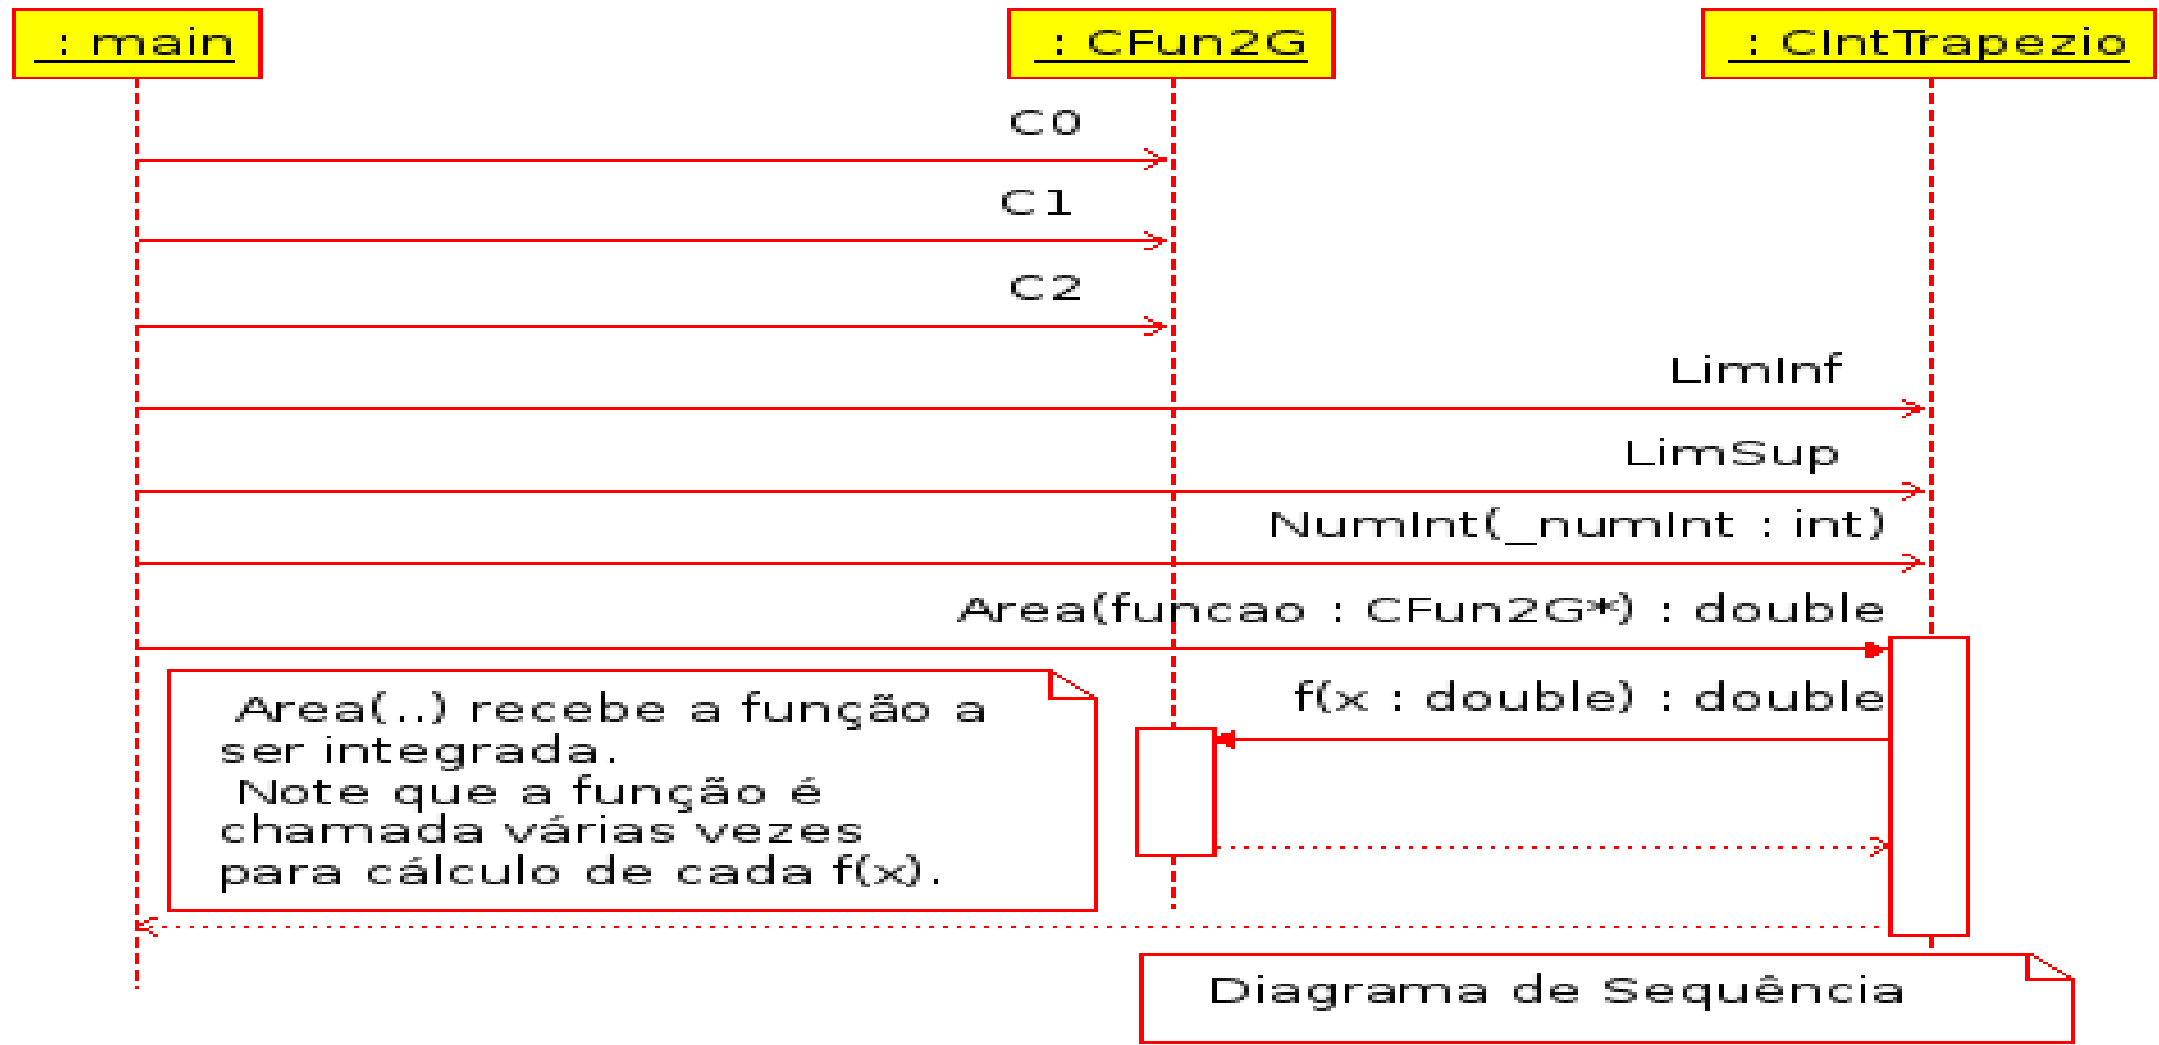 : main
: CFun2G
: CIntTrapezio
C0
C1
C2
LimInf
LimSup
NumInt(_numInt : int)
Area(funcao : CFun2G*) : double
f(x : double) : double
Area(..) recebe a função a
ser integrada.
Note que a função é
chamada várias vezes
para cálculo de cada f(x).
Diagrama de Sequência